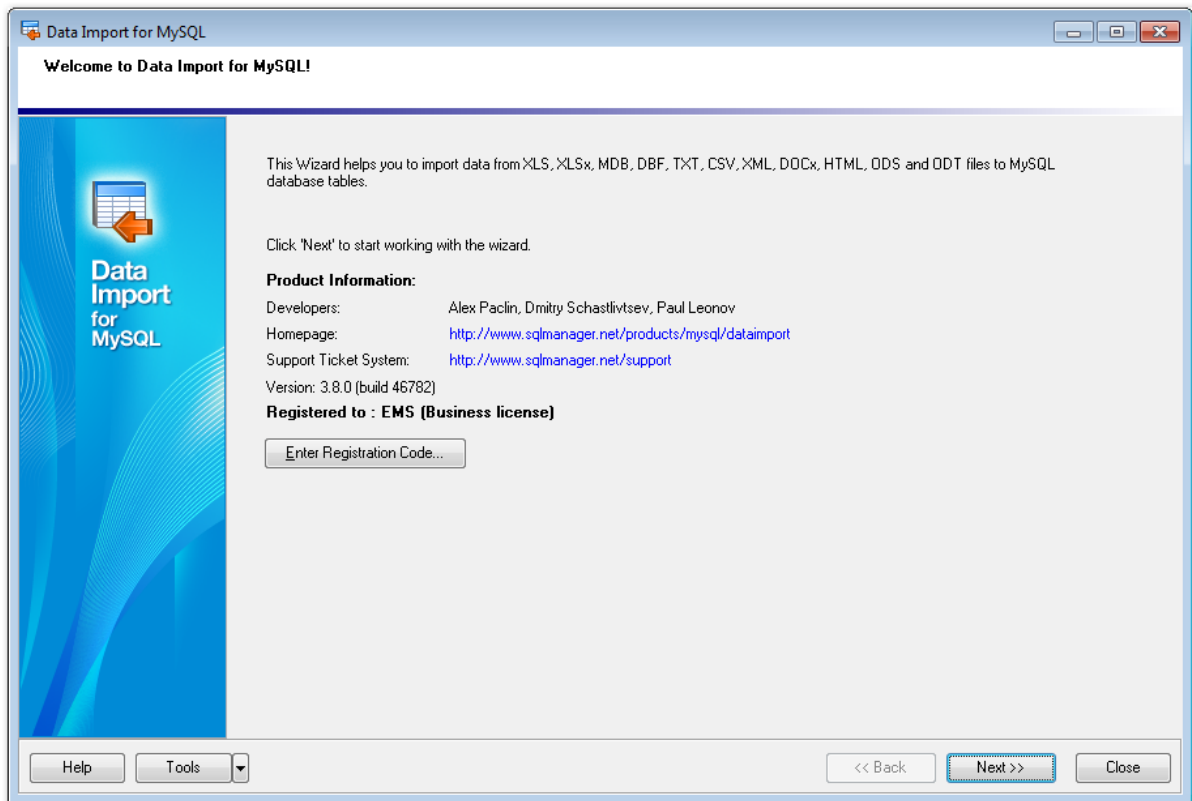 Data Import for MySQL
Welcome to Data Import for MySQL!
This Wizard helps you to import data from XLS, XLSx, MDB, DBF, TXT, CSV, XML, DOCx, HTML, ODS and ODT files to MySQL
database tables.
Click 'Next' to start working with the wizard.
Data
Import
for
MySQL
Product Information:
Developers: Alex Paclin, Dmitry Schastlivtsev, Paul Leonov
Homepage: http://www.sqlmanager.net/products/mysql/dataimport
Support Ticket System: http://www.sqlmanager.net/support
Version: 3.8.0 (build 46782)
Registered to : EMS (Business license)
Enter Registration Code...
Help Tools << Back Next >> Close